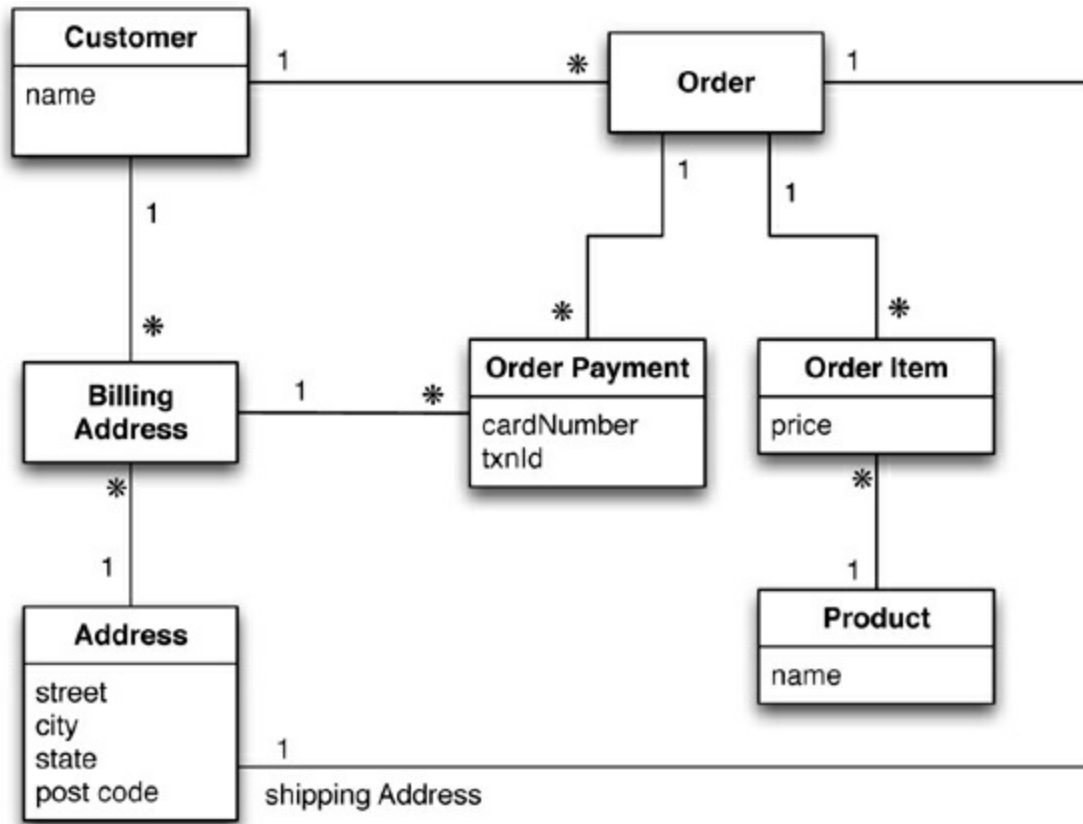 Customer
name
1
*
Order
1
1
1
1
*
Billing
Address
1
*
*
Order Payment
cardNumber
txnId
*
Order Item
price
*
1
Product
name
*
1
Address
street
city
state
post code
1
shipping Address